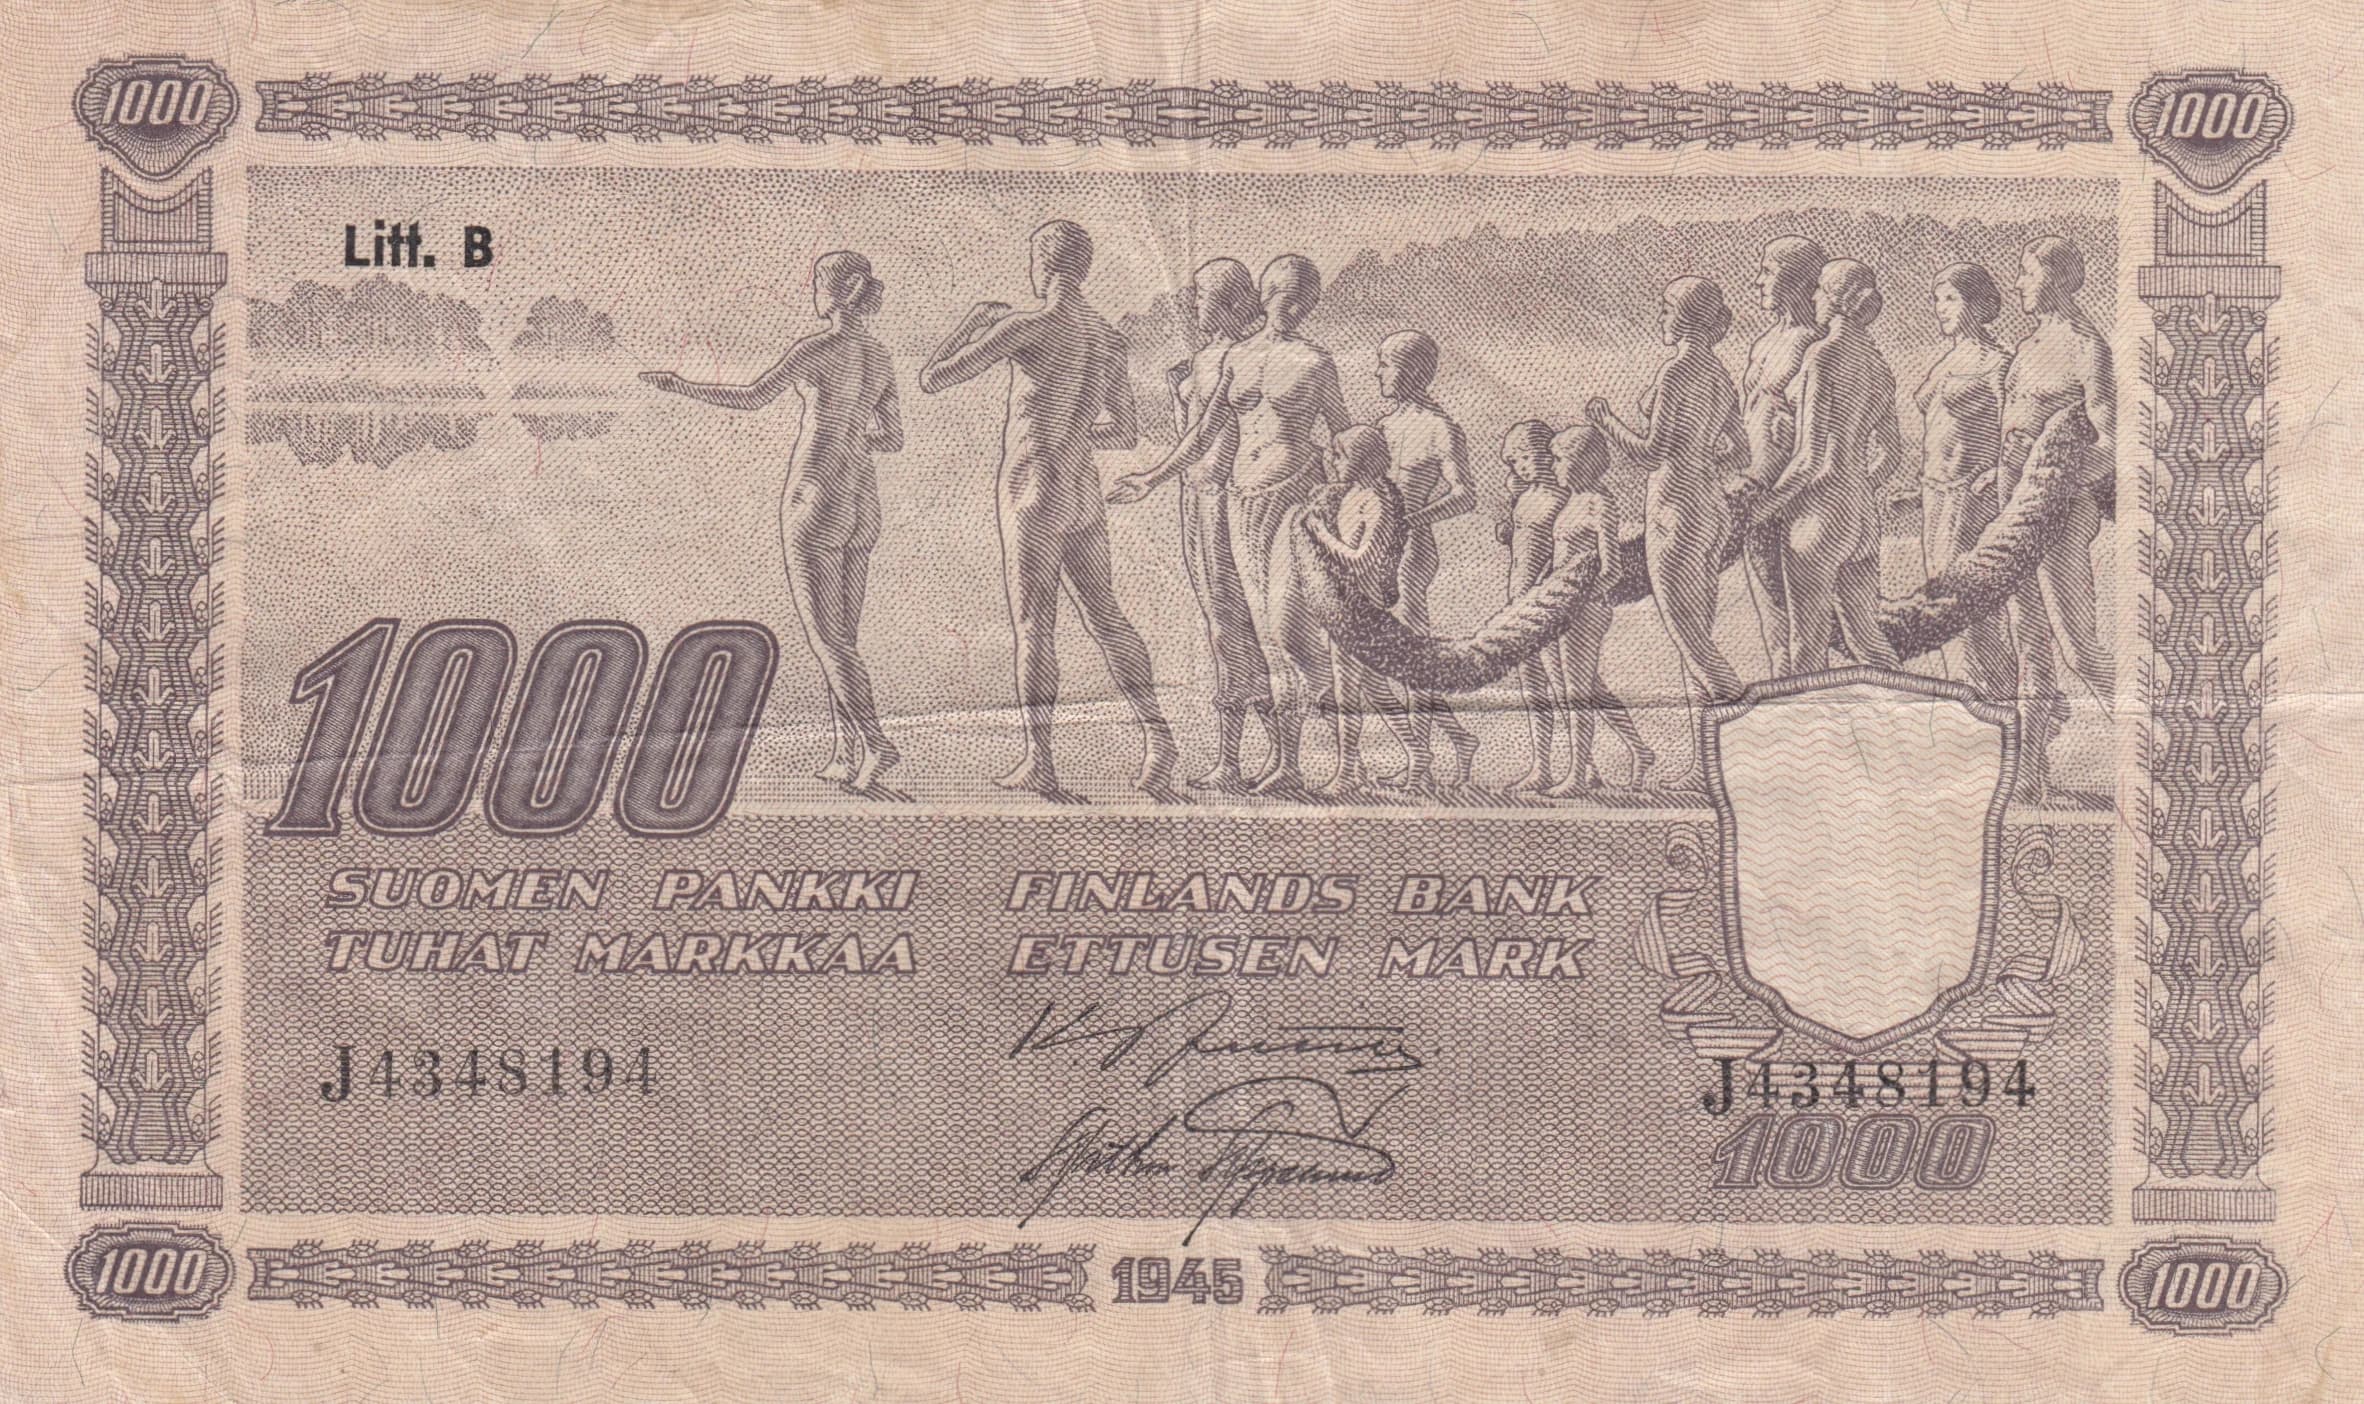 1000 1000
Litt. B
1000
SUOMEN PANKKI FINLANDS BANK
TUHAT MARKKAA ETTUSEN MARK
J4348194 J4348194
1000
1000 1945 1000